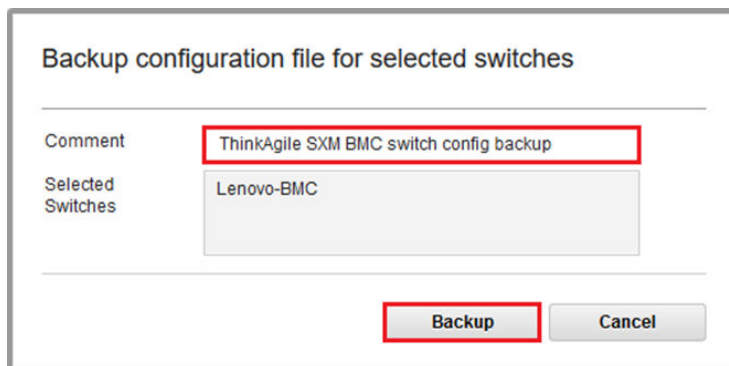 Backup configuration file for selected switches
Comment
ThinkAgile SXM BMC switch config backup
Selected
Switches
Lenovo-BMC
Backup
Cancel